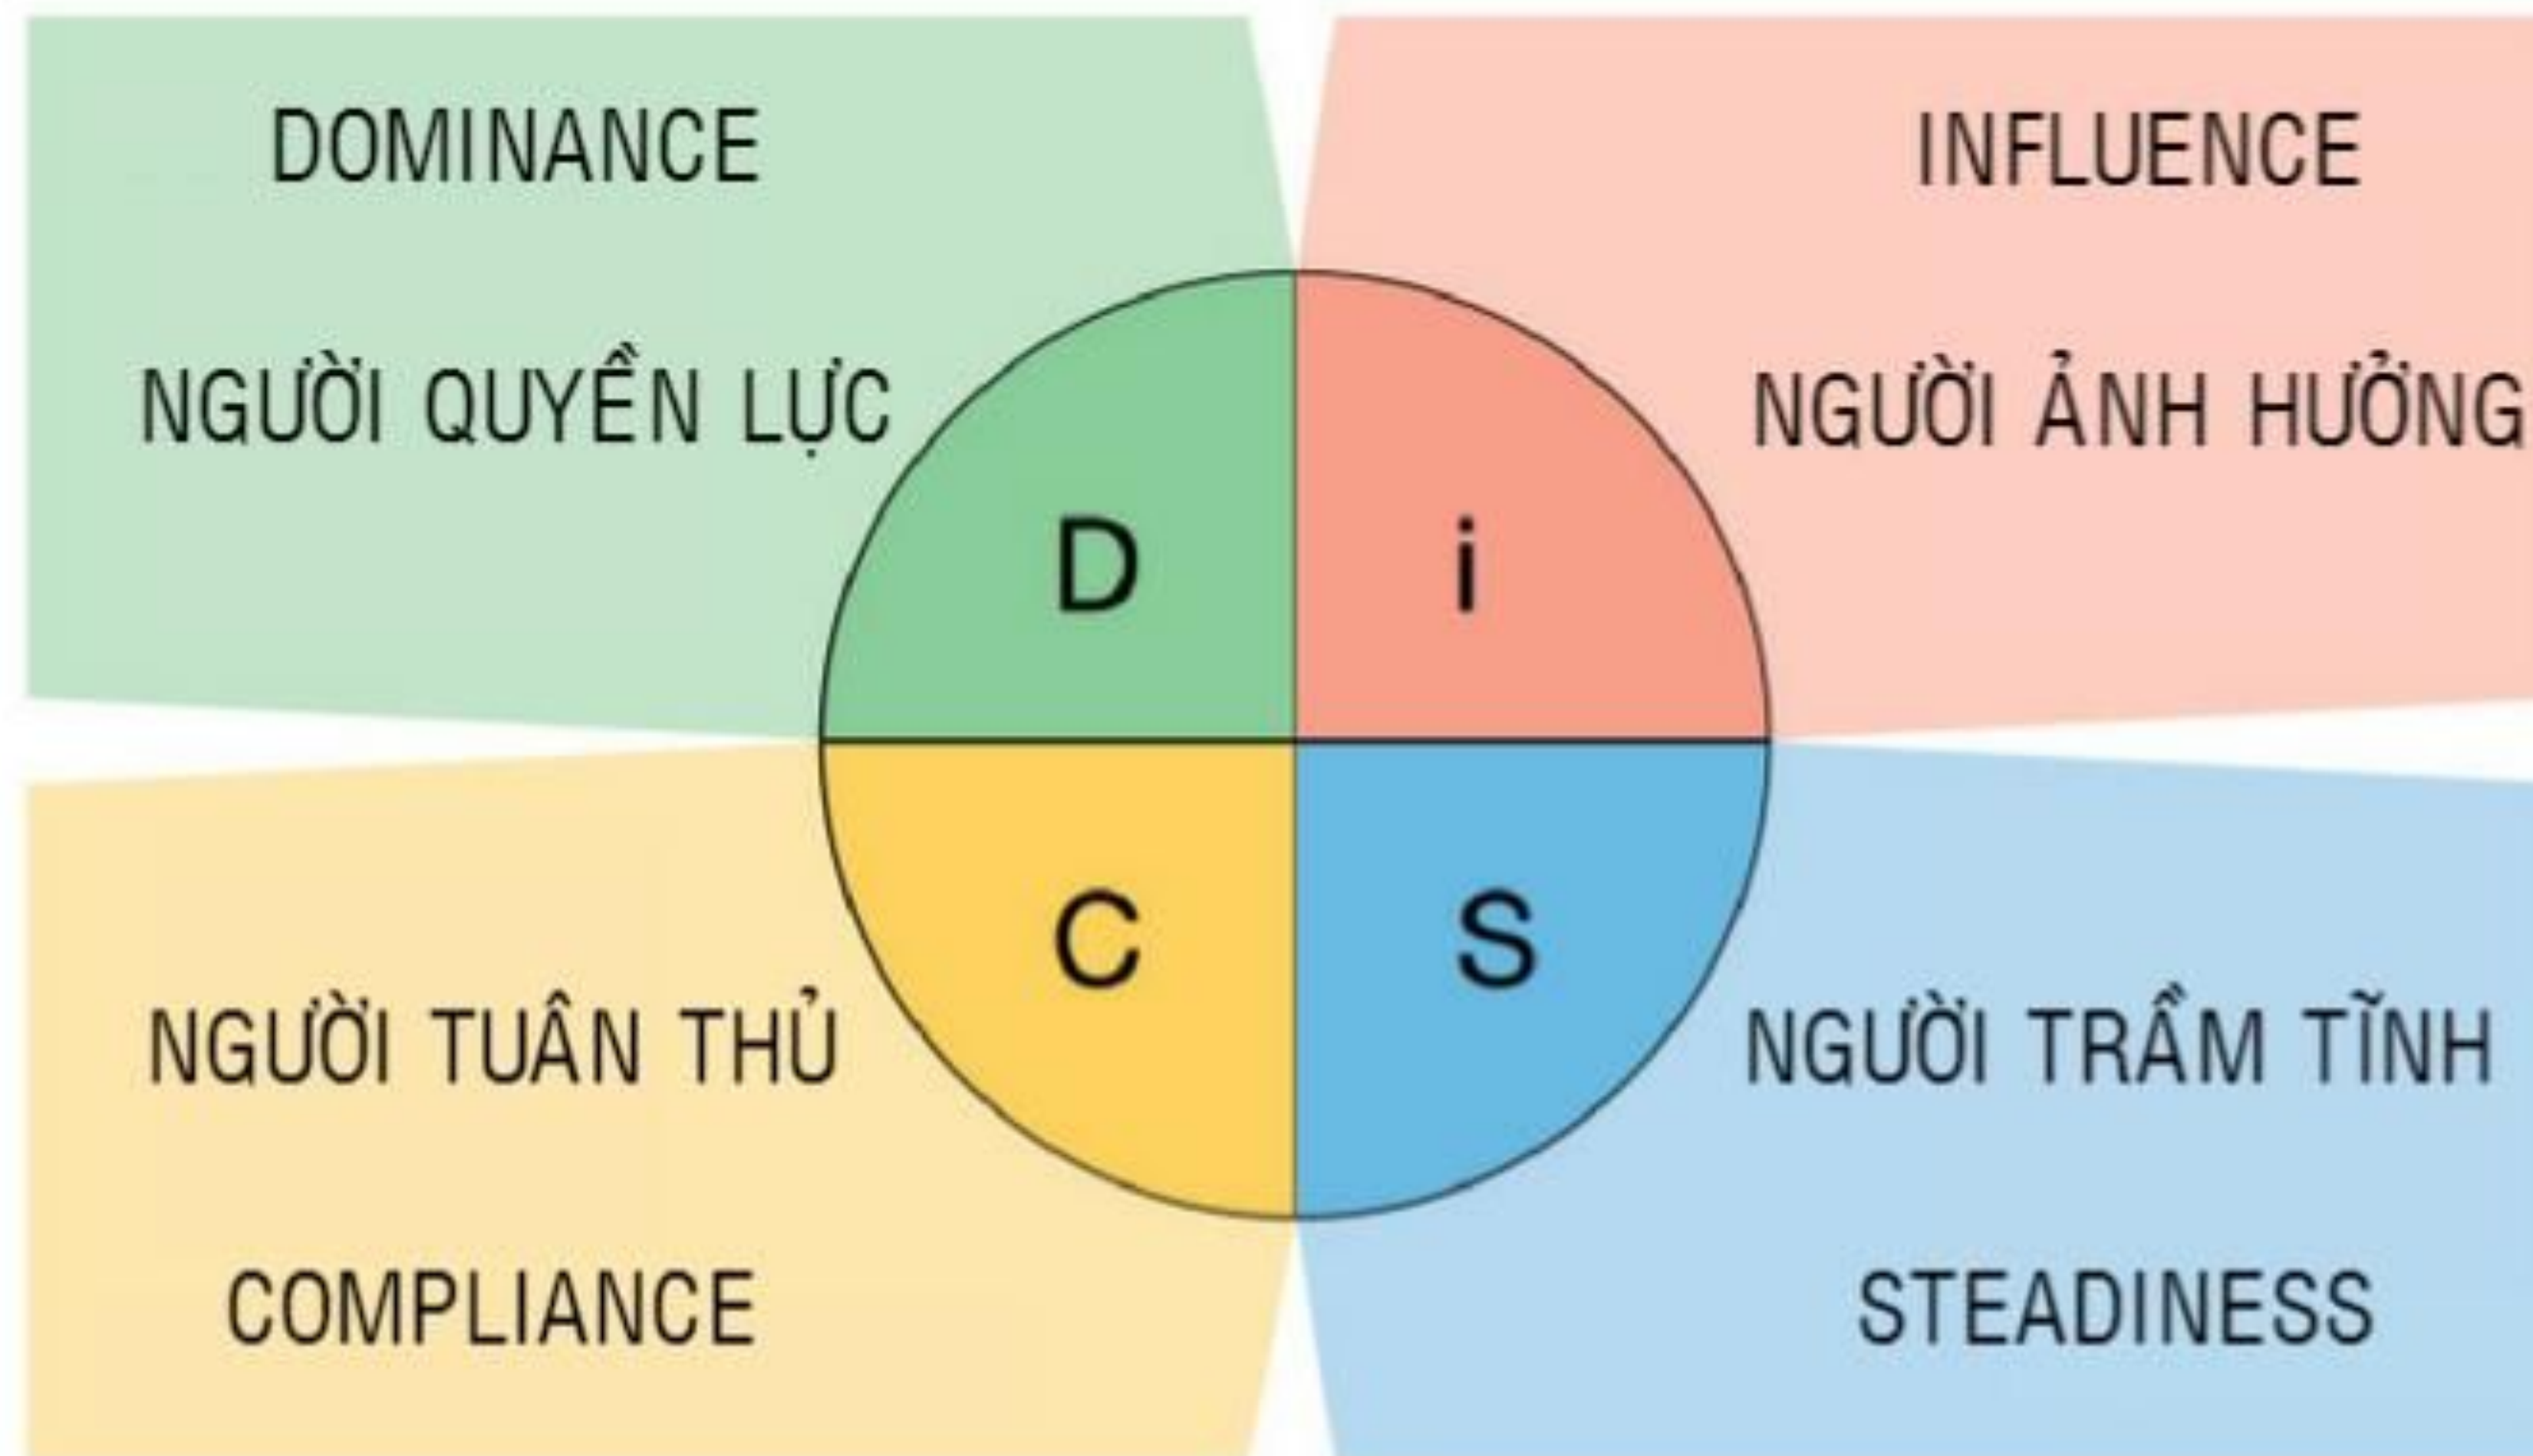 DOMINANCE
NGƯỜI QUYỀN LỰC
INFLUENCE
NGƯỜI ẢNH HƯỞNG
D
i
C
S
NGƯỜI TUÂN THỦ
COMPLIANCE
NGƯỜI TRẦM TĨNH
STEADINESS